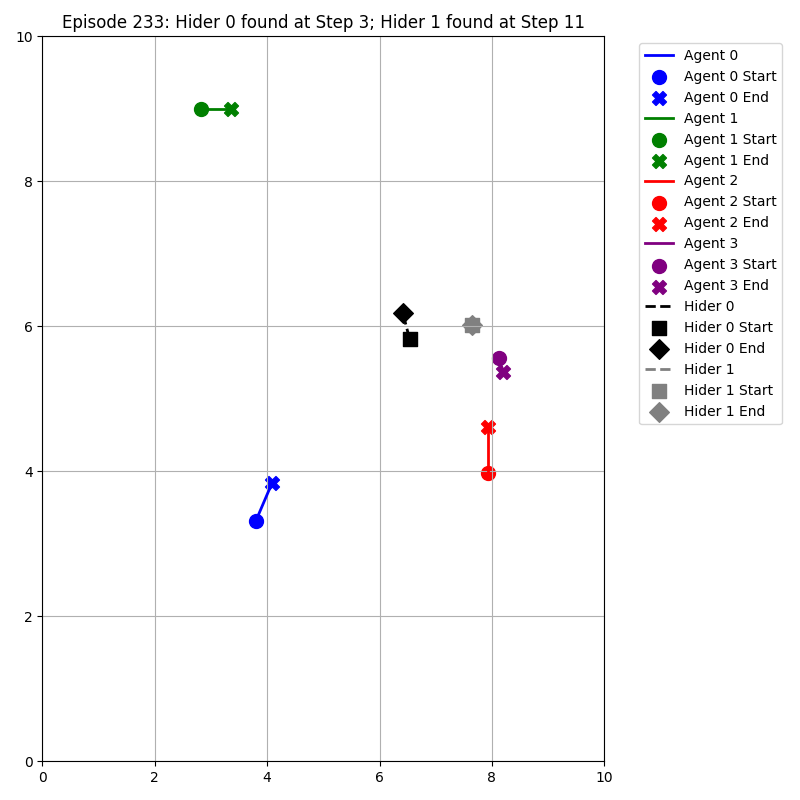 Episode 233: Hider 0 found at Step 3; Hider 1 found at Step 11
10
8
6
4
2
0
0 2 4 6 8 10
Agent 0
Agent 0 Start
Agent 0 End
Agent 1
Agent 1 Start
Agent 1 End
Agent 2
Agent 2 Start
Agent 2 End
Agent 3
Agent 3 Start
Agent 3 End
Hider 0
Hider 0 Start
Hider 0 End
Hider 1
Hider 1 Start
Hider 1 End